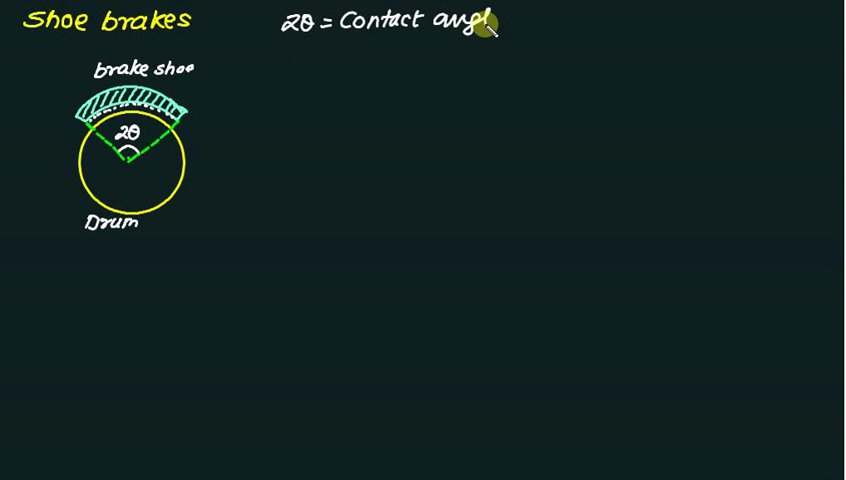 Shoe brakes
2θ = Contact angl
brake shoe
2θ
Drum